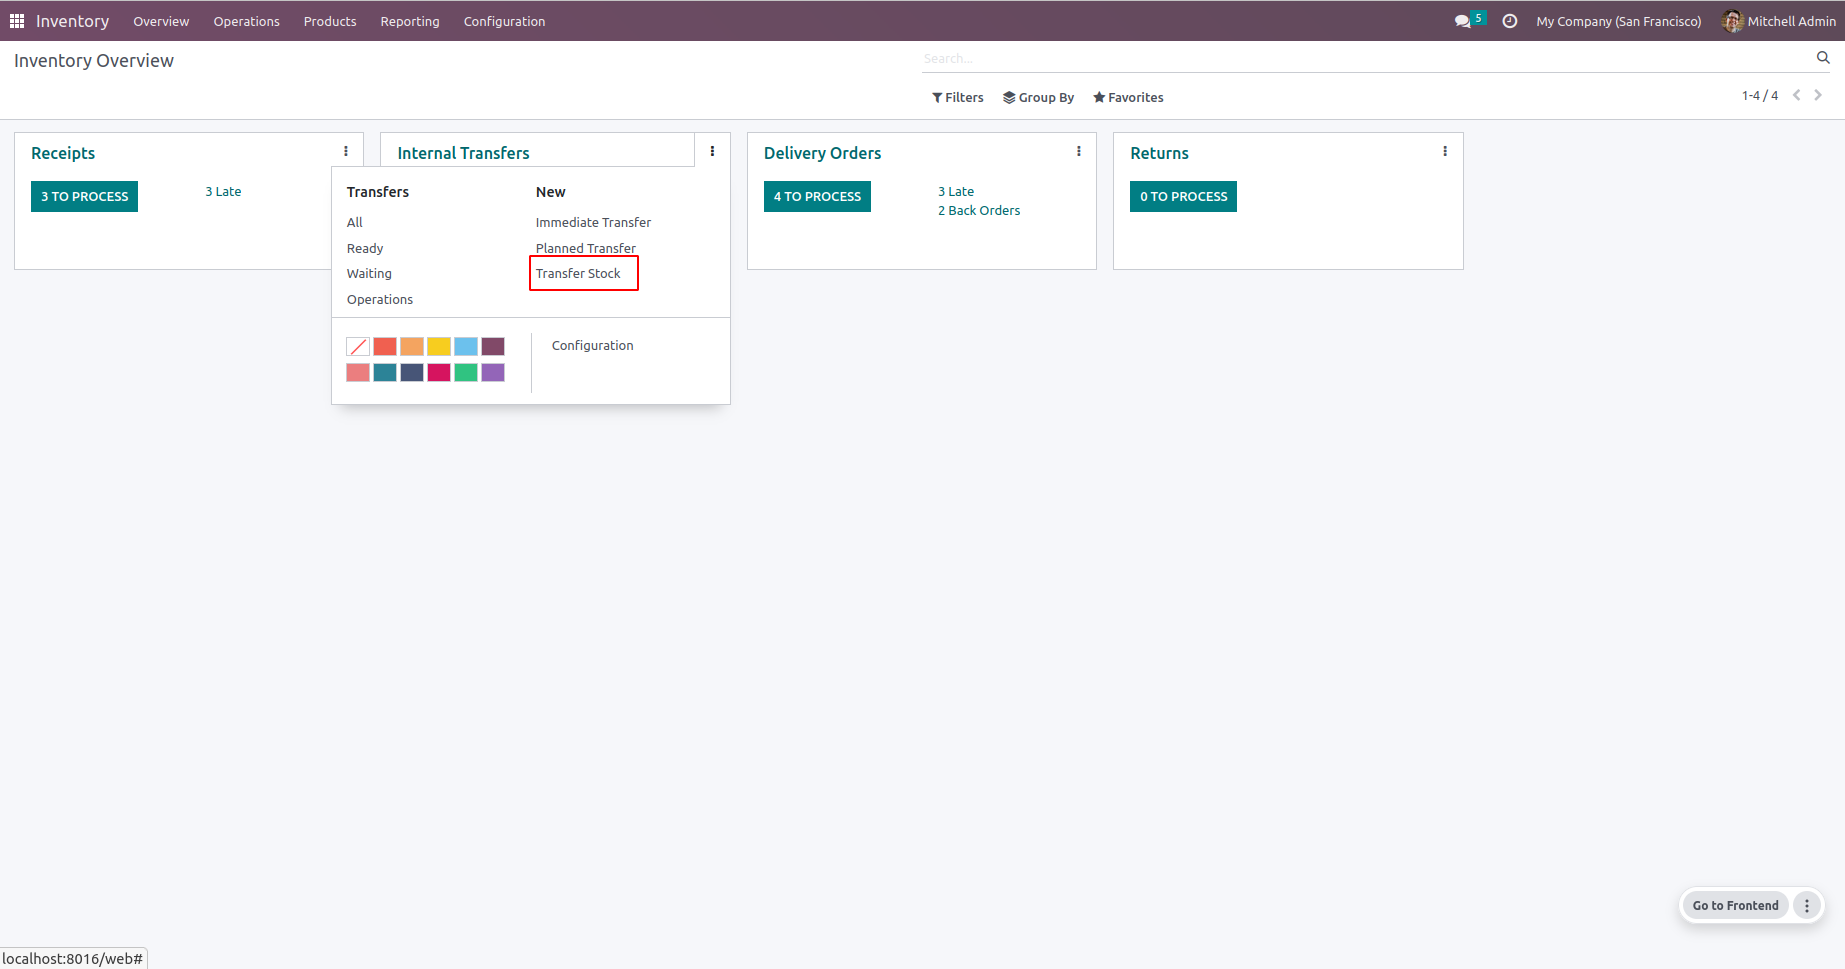 Inventory Overview Operations Products Reporting Configuration 5 My Company (San Francisco) Mitchell Admin
Inventory Overview
Search...
Filters Group By Favorites 1-4 / 4
Receipts
3 TO PROCESS
3 Late
Internal Transfers
Transfers
All
Ready
Waiting
Operations
New
Immediate Transfer
Planned Transfer
Transfer Stock
Configuration
Delivery Orders
4 TO PROCESS
3 Late
2 Back Orders
Returns
0 TO PROCESS
Go to Frontend
localhost:8016/web#